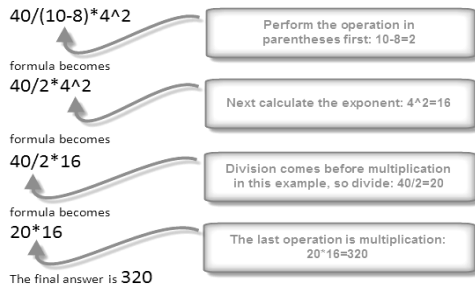 40/(10-8)*4^2
Perform the operation in
parentheses first: 10-8=2
formula becomes
40/2*4^2
Next calculate the exponent: 4^2=16
formula becomes
40/2*16
Division comes before multiplication
in this example, so divide: 40/2=20
formula becomes
20*16
The last operation is multiplication:
20*16=320
The final answer is 320